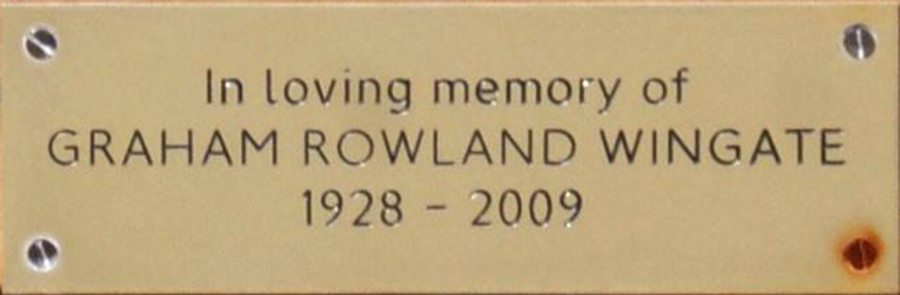 In loving memory of
GRAHAM ROWLAND WINGATE
1928 - 2009